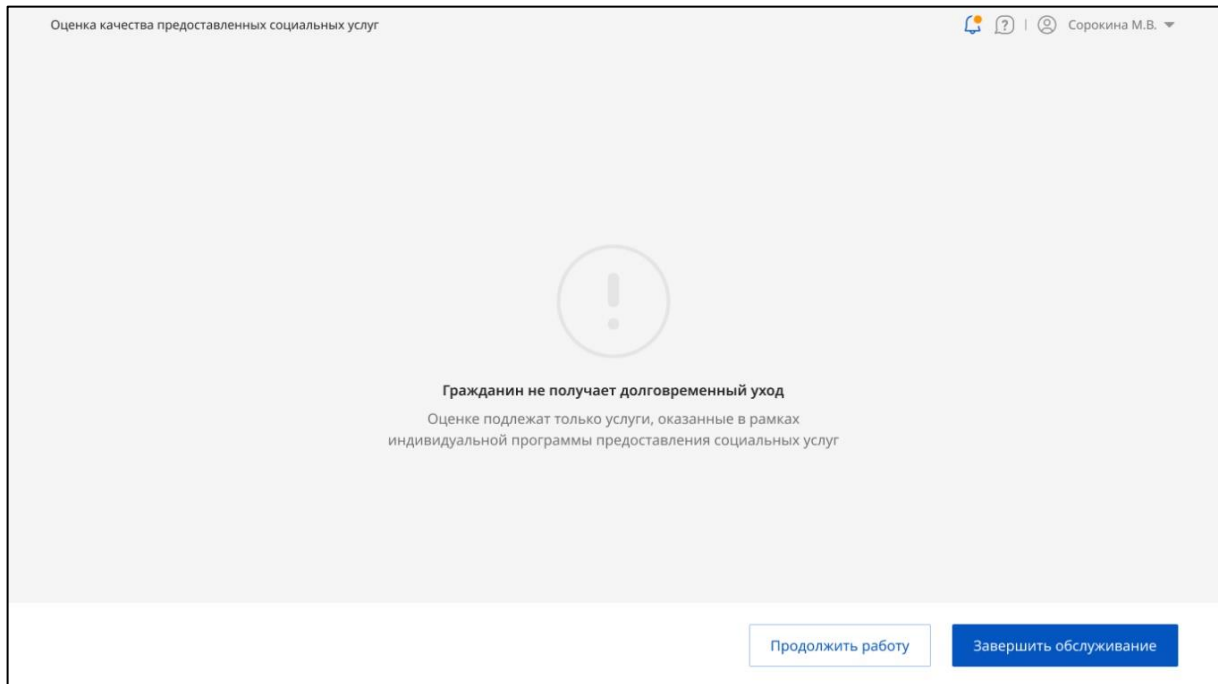 Оценка качества предоставленных социальных услуг
Сорокина М.В.
Гражданин не получает долговременный уход
Оценке подлежат только услуги, оказанные в рамках
индивидуальной программы предоставления социальных услуг
Продолжить работу
Завершить обслуживание